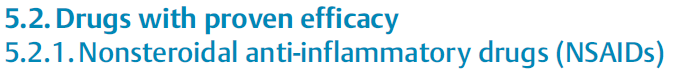 5.2. Drugs with proven efficacy
5.2.1. Nonsteroidal anti-inflammatory drugs (NSAIDs)